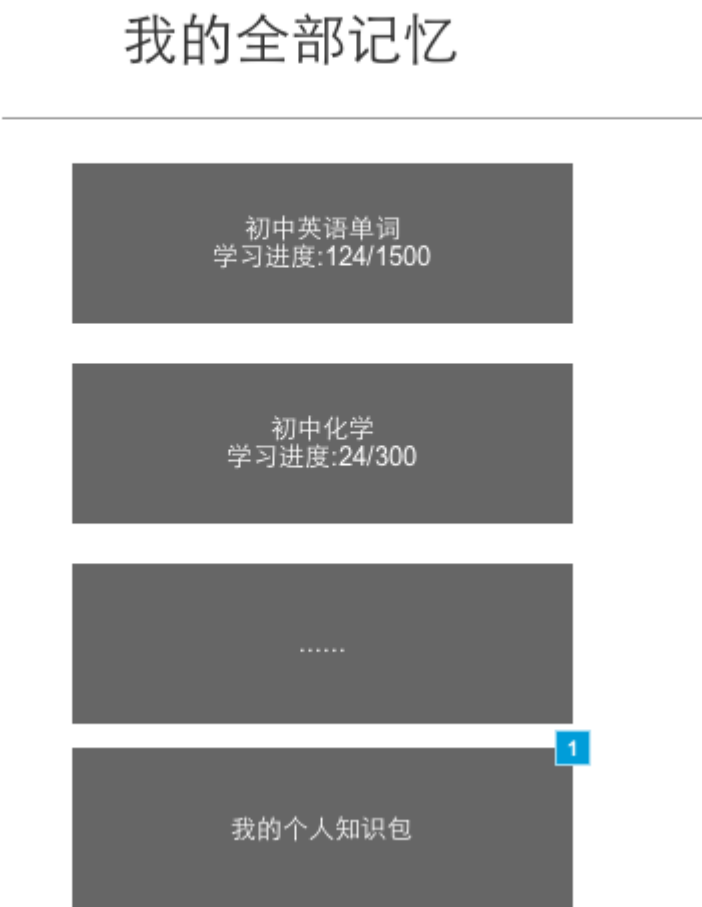 我的全部记忆
初中英语单词
学习进度:124/1500
初中化学
学习进度:24/300
......
1
我的个人知识包